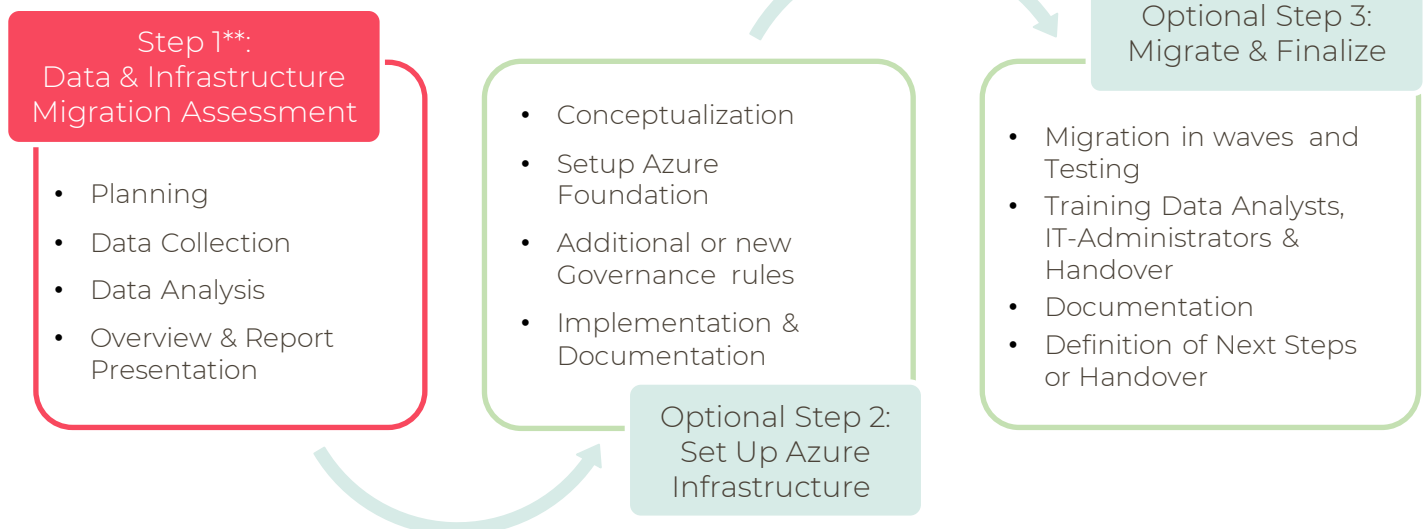 Step 1**:
Data & Infrastructure
Migration Assessment
• Planning
• Data Collection
• Data Analysis
• Overview & Report
Presentation
• Conceptualization
• Setup Azure
Foundation
• Additional or new
Governance rules
• Implementation &
Documentation
Optional Step 2:
Set Up Azure
Infrastructure
Optional Step 3:
Migrate & Finalize
• Migration in waves and
Testing
• Training Data Analysts,
IT-Administrators &
Handover
• Documentation
• Definition of Next Steps
or Handover